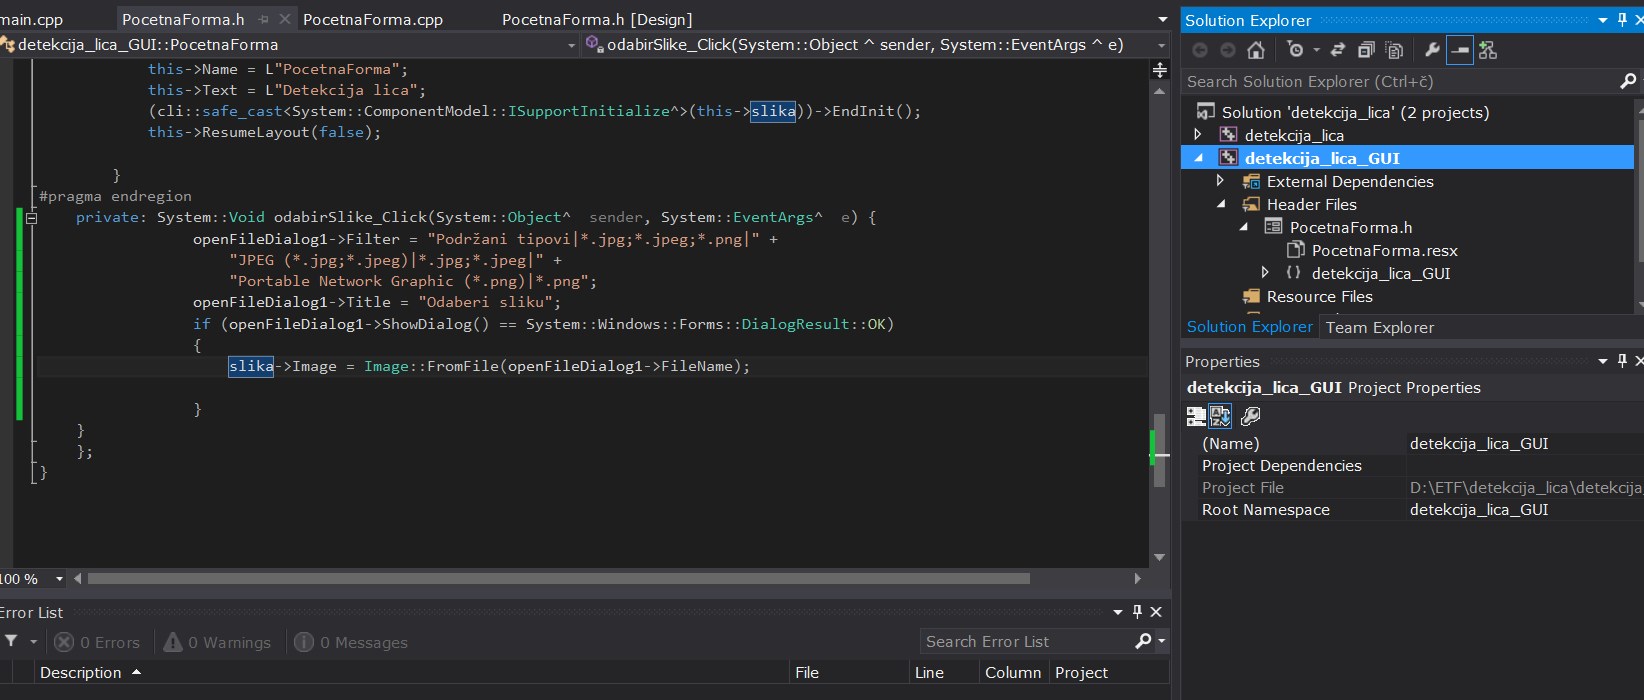 main.cpp PocetnaForma.h PocetnaForma.cpp PocetnaForma.h [Design]
detekcija_lica_GUI::PocetnaForma odabirSlike_Click(System::Object ^ sender, System::EventArgs ^ e)
this->Name = L"PocetnaForma";
this->Text = L"Detekcija lica";
(cli::safe_cast<System::ComponentModel::ISupportInitialize^>(this->slika))->EndInit();
this->ResumeLayout(false);
}
#pragma endregion
private: System::Void odabirSlike_Click(System::Object^  sender, System::EventArgs^  e) {
openFileDialog1->Filter = "Podržani tipovi|*.jpg;*.jpeg;*.png|" +
"JPEG (*.jpg;*.jpeg)|*.jpg;*.jpeg|" +
"Portable Network Graphic (*.png)|*.png";
openFileDialog1->Title = "Odaberi sliku";
if (openFileDialog1->ShowDialog() == System::Windows::Forms::DialogResult::OK)
{
slika->Image = Image::FromFile(openFileDialog1->FileName);
}
}
};
}
100 %
Error List
0 Errors 0 Warnings 0 Messages Search Error List
Description File Line Column Project
Solution Explorer
Search Solution Explorer (Ctrl+č)
Solution 'detekcija_lica' (2 projects)
detekcija_lica
detekcija_lica_GUI
External Dependencies
Header Files
PocetnaForma.h
PocetnaForma.resx
detekcija_lica_GUI
Resource Files
Solution Explorer Team Explorer
Properties
detekcija_lica_GUI Project Properties
(Name) detekcija_lica_GUI
Project Dependencies
Project File D:\ETF\detekcija_lica\detekcija
Root Namespace detekcija_lica_GUI